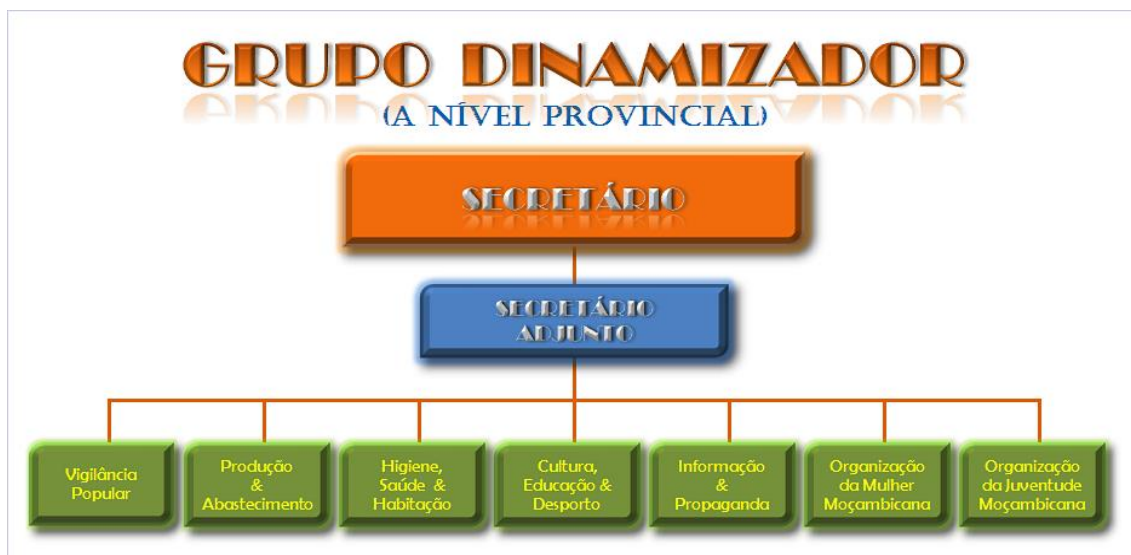 GRUPO DINAMIZADOR
(A NÍVEL PROVINCIAL)
SECRETÁRIO
SECRETÁRIO
ADJUNTO
Vigilância
Popular
Produção
&
Abastecimento
Higiene,
Saúde &
Habitação
Cultura,
Educação &
Desporto
Informação
&
Propaganda
Organização
da Mulher
Moçambicana
Organização
da Juventude
Moçambicana